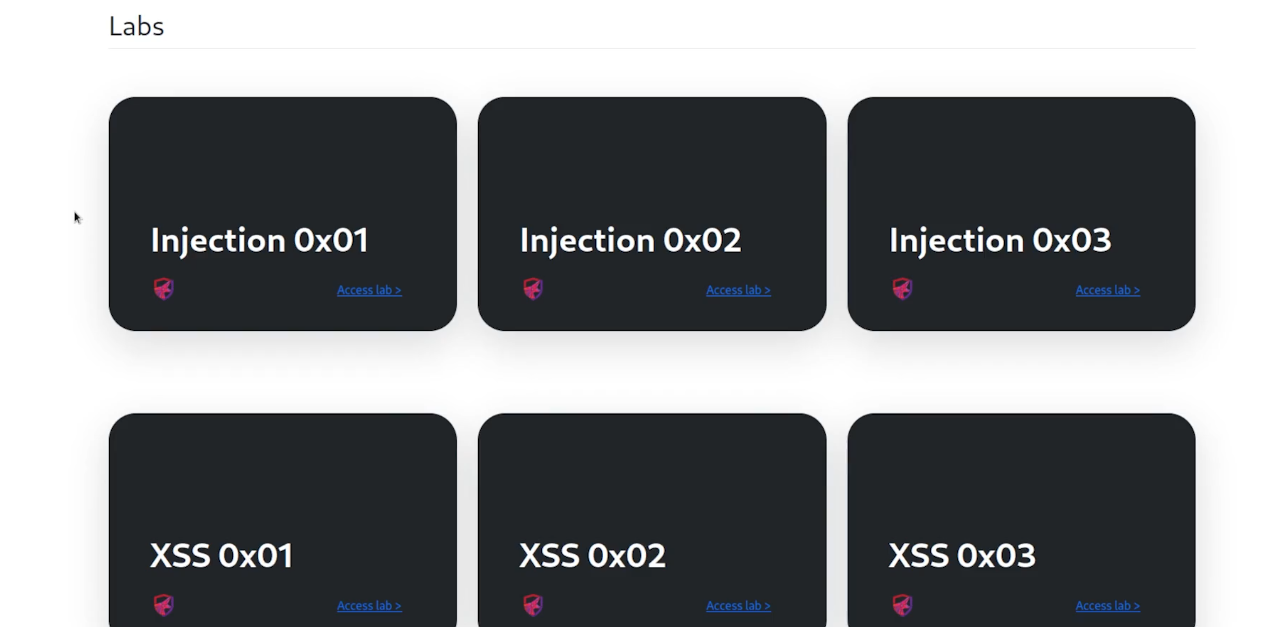 Labs
Injection 0x01
Injection 0x02
Injection 0x03
Access lab >
Access lab >
Access lab >
XSS 0x01
XSS 0x02
XSS 0x03
Access lab >
Access lab >
Access lab >